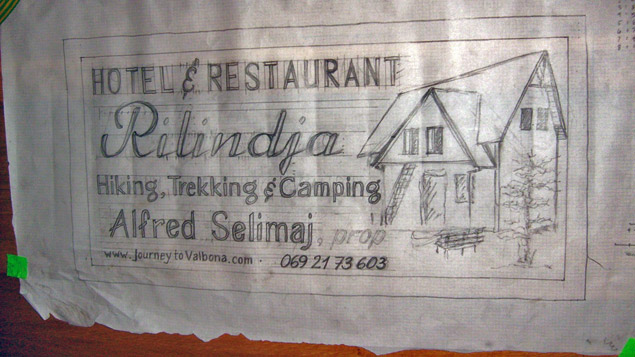 HOTEL & RESTAURANT
Rilindja
Hiking, Trekking & Camping
Alfred Selimaj, prop
www.journeytoValbona.com · 069 21 73 603